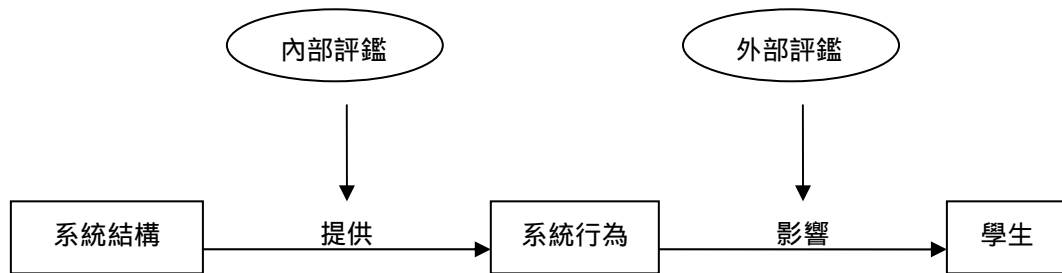 內部評鑑
外部評鑑
系統結構
提供
系統行為
影響
學生